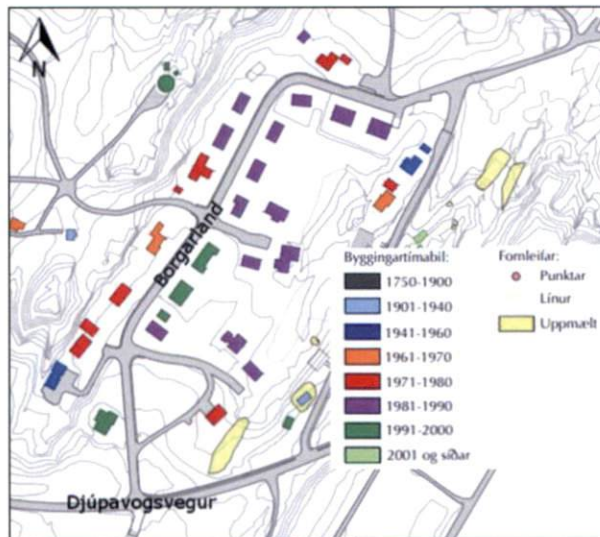 N
Borgarland
Byggingartímabil:
1750-1900
1901-1940
1941-1960
1961-1970
1971-1980
1981-1990
1991-2000
2001 og síðar
Fornleifar:
Punktar
Línur
Uppmælt
Djúpavogsvegur